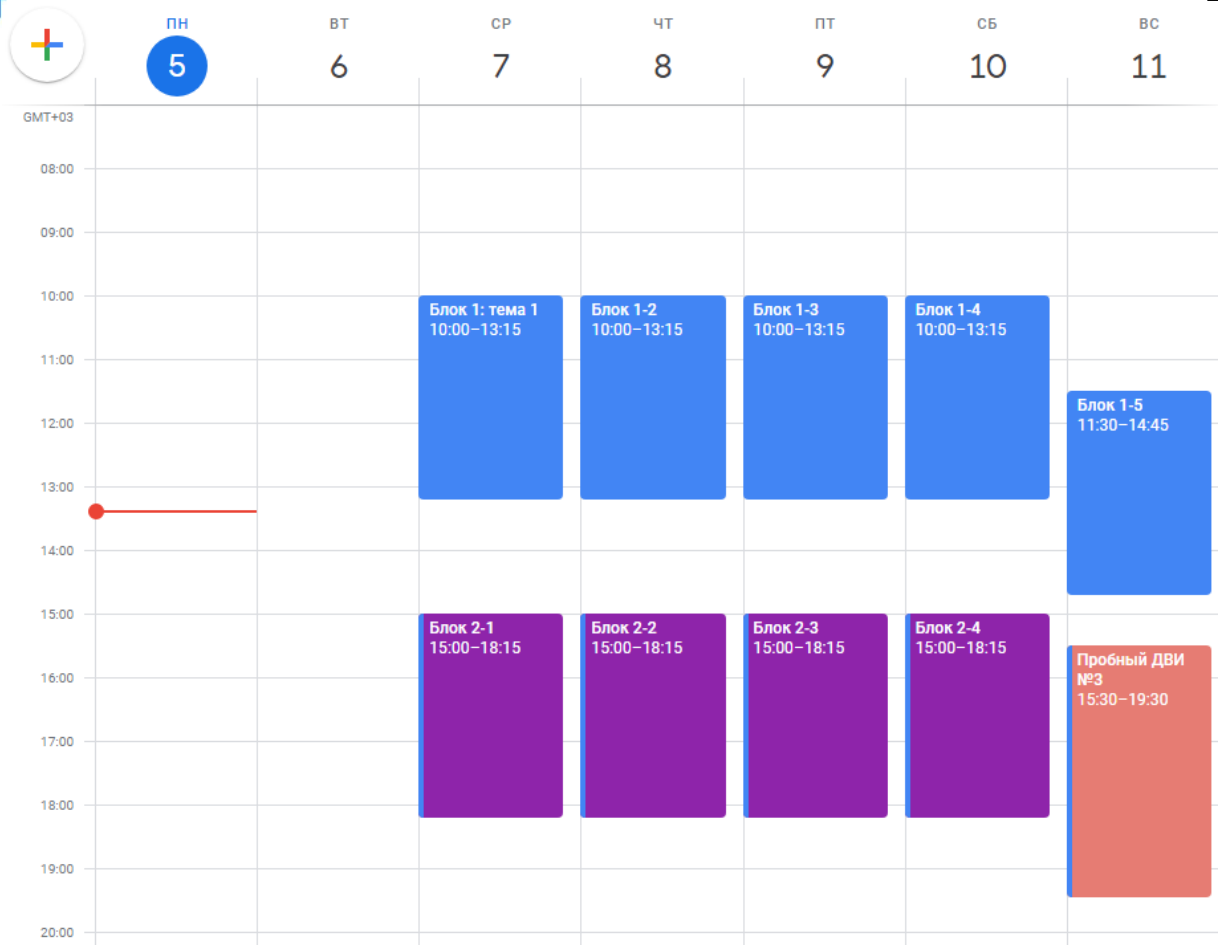 ПН ВТ СР ЧТ ПТ СБ ВС
5 6 7 8 9 10 11
GMT+03
08:00
09:00
10:00
Блок 1: тема 1
10:00–13:15
Блок 1-2
10:00–13:15
Блок 1-3
10:00–13:15
Блок 1-4
10:00–13:15
11:00
Блок 1-5
11:30–14:45
12:00
13:00
14:00
15:00
Блок 2-1
15:00–18:15
Блок 2-2
15:00–18:15
Блок 2-3
15:00–18:15
Блок 2-4
15:00–18:15
Пробный ДВИ
№3
15:30–19:30
16:00
17:00
18:00
19:00
20:00